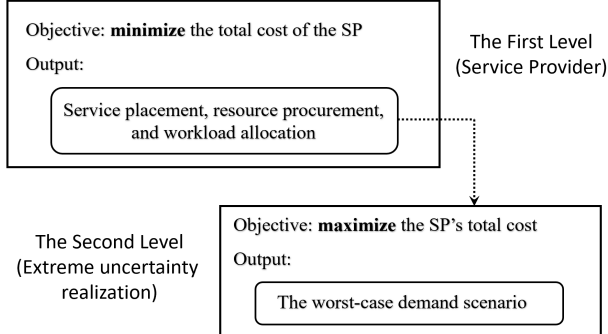 Objective: minimize the total cost of the SP
Output:
Service placement, resource procurement,
and workload allocation
The First Level
(Service Provider)
The Second Level
(Extreme uncertainty
realization)
Objective: maximize the SP's total cost
Output:
The worst-case demand scenario